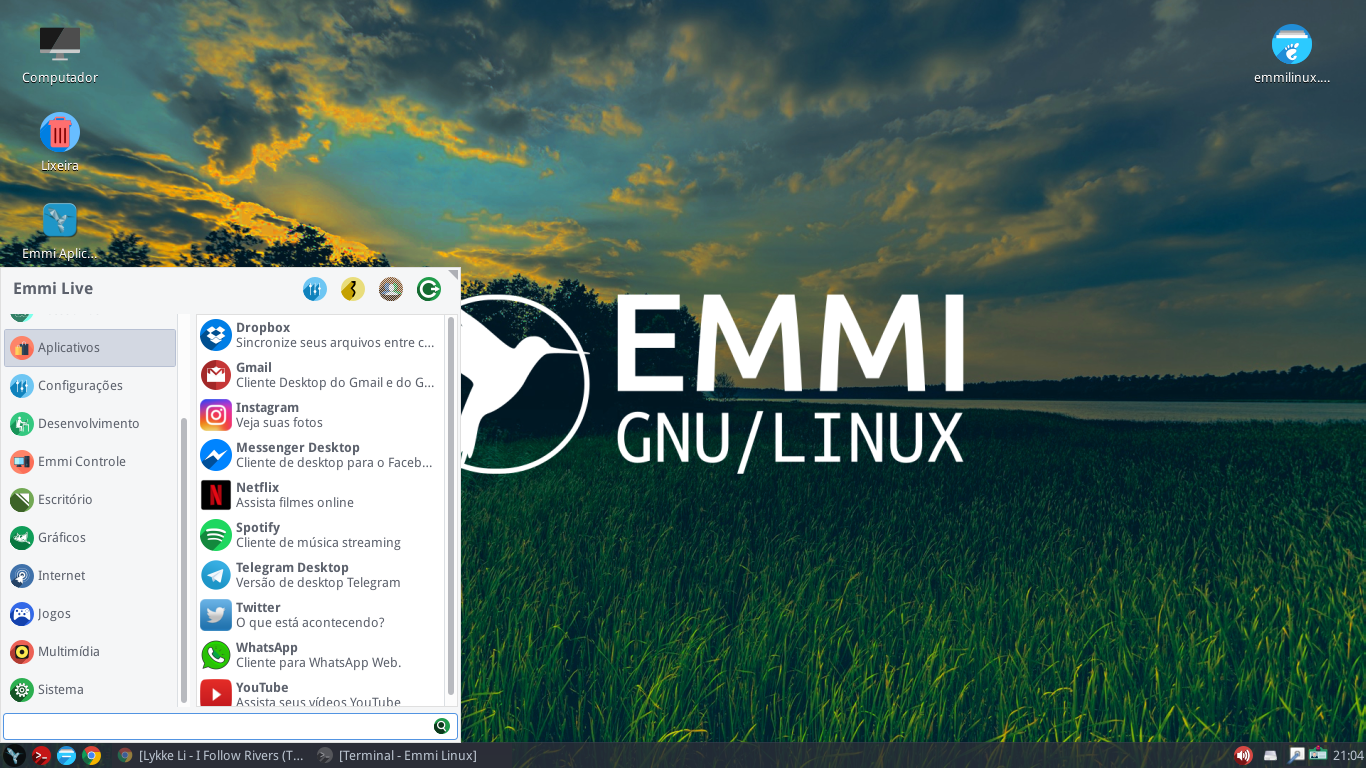 Computador
emmilinux....
Lixeira
Emmi Aplic...
Emmi Live
Aplicativos
Configurações
Desenvolvimento
Emmi Controle
Escritório
Gráficos
Internet
Jogos
Multimídia
Sistema
Dropbox
Sincronize seus arquivos entre c...
Gmail
Cliente Desktop do Gmail e do G...
Instagram
Veja suas fotos
Messenger Desktop
Cliente de desktop para o Faceb...
Netflix
Assista filmes online
Spotify
Cliente de música streaming
Telegram Desktop
Versão de desktop Telegram
Twitter
O que está acontecendo?
WhatsApp
Cliente para WhatsApp Web.
YouTube
Assista seus vídeos YouTube
EMMI
GNU/LINUX
[Lykke Li - I Follow Rivers (T...
[Terminal - Emmi Linux]
21:04